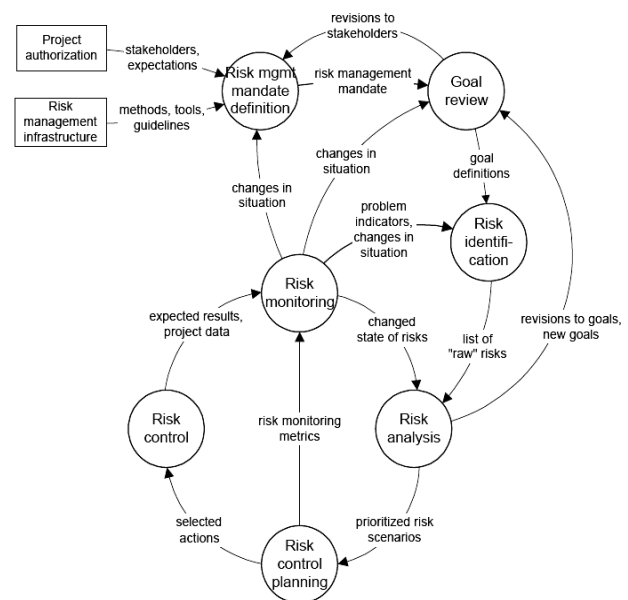 revisions to
stakeholders
Project
authorization
stakeholders,
expectations
Risk mgmt
mandate
definition
risk management
mandate
Goal
review
Risk
management
infrastructure
methods, tools,
guidelines
changes in
situation
goal
definitions
changes in
situation
problem
indicators,
changes in
situation
Risk
identifi-
cation
Risk
monitoring
expected results,
project data
changed
state of risks
list of
"raw" risks
revisions to goals,
new goals
Risk
control
risk monitoring
metrics
Risk
analysis
selected
actions
prioritized risk
scenarios
Risk
control
planning